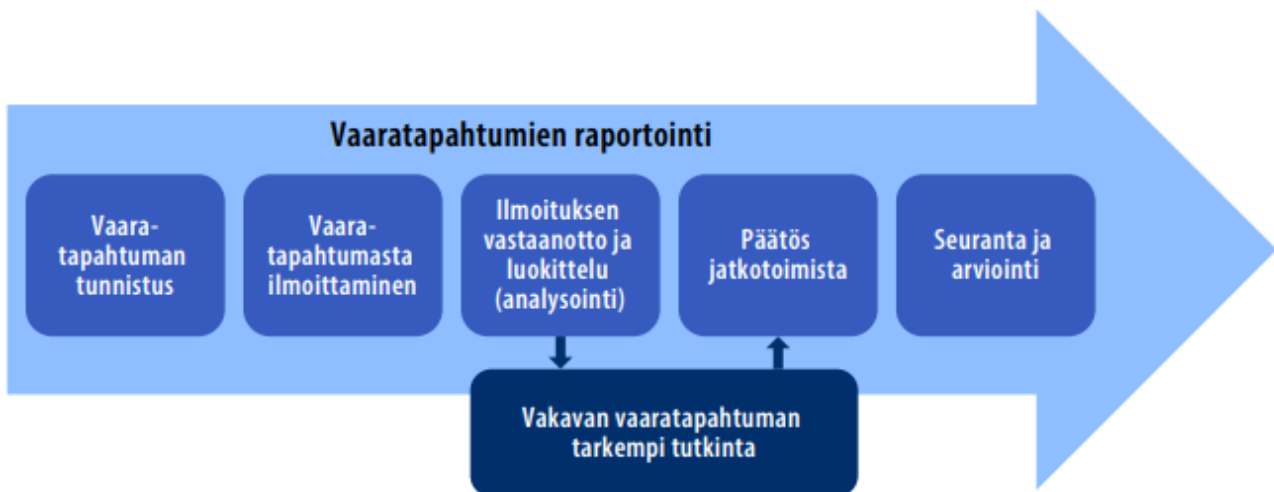 Vaaratapahtumien raportointi
Vaara-
tapahtuman
tunnistus
Vaara-
tapahtumasta
ilmoittaminen
Ilmoituksen
vastaanotto ja
luokittelu
(analysointi)
Päätös
jatkotoimista
Seuranta ja
arviointi
Vakavan vaaratapahtuman
tarkempi tutkinta